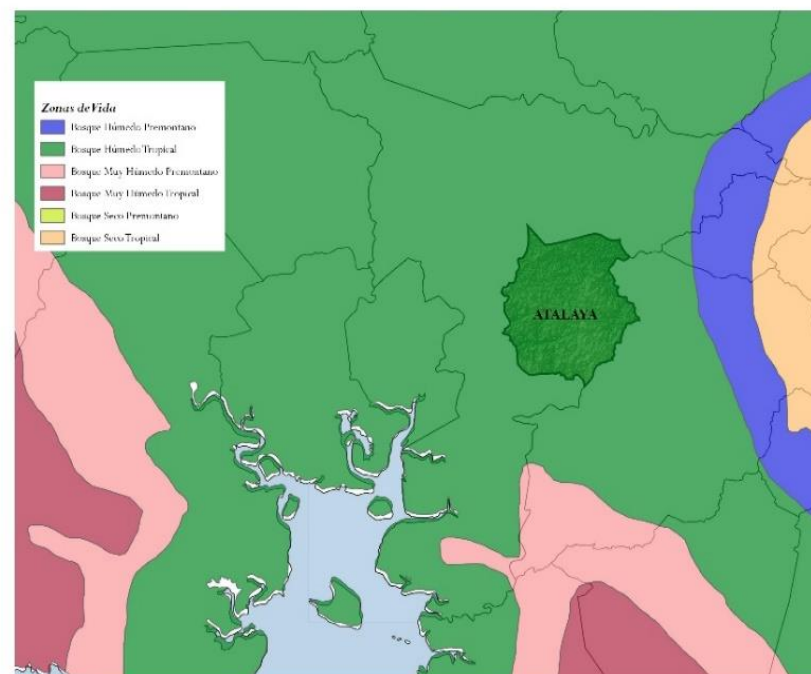 Zonas de Vida
Bosque Húmedo Premontano
Bosque Húmedo Tropical
Bosque Muy Húmedo Premontano
Bosque Muy Húmedo Tropical
Bosque Seco Premontano
Bosque Seco Tropical
ATALAYA